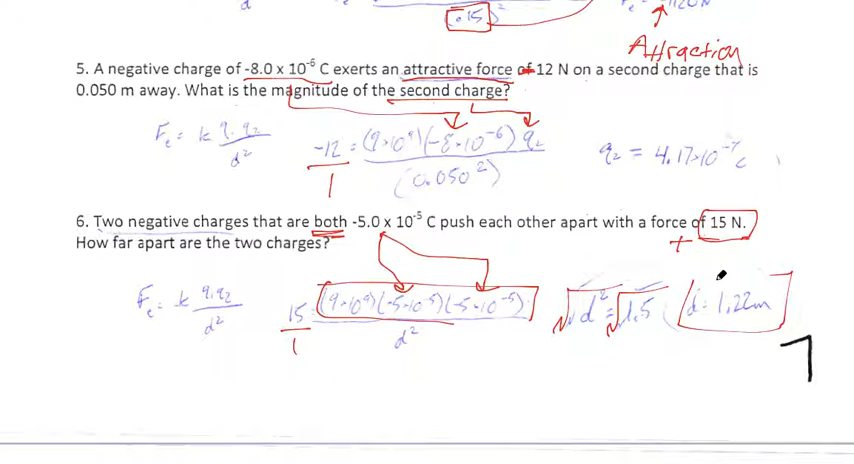 (.15)²
Attraction
5. A negative charge of -8.0 x 10⁻⁶ C exerts an attractive force of 12 N on a second charge that is
0.050 m away. What is the magnitude of the second charge?
Fₑ = k q₁q₂ / d²
-12 / 1 = (9×10⁹)(-8×10⁻⁶) q₂ / (0.050²)
q₂ = 4.17×10⁻⁷ C
6. Two negative charges that are both -5.0 x 10⁻⁵ C push each other apart with a force of 15 N.
How far apart are the two charges?
+
Fₑ = k q₁q₂ / d²
15 / 1 = (9×10⁹)(-5×10⁻⁵)(-5×10⁻⁵) / d²
√d² = √1.5
d = 1.22m